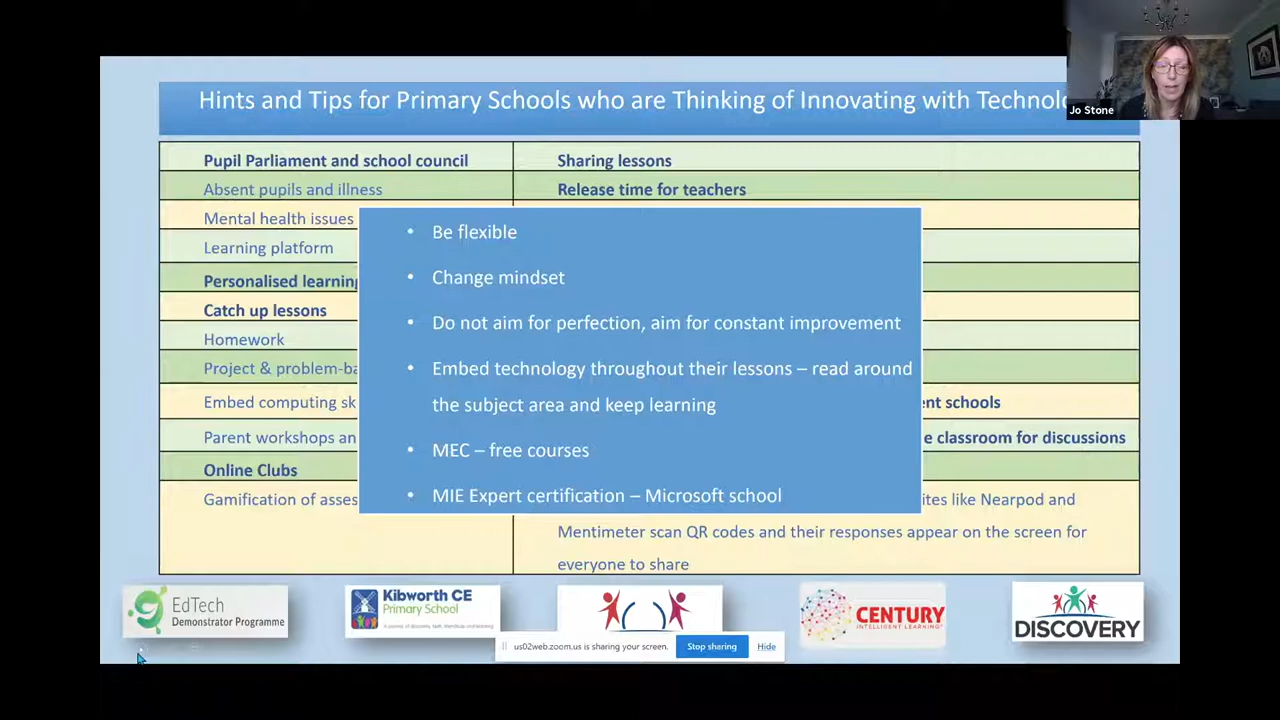 Hints and Tips for Primary Schools who are Thinking of Innovating with Technolo
Jo Stone
Pupil Parliament and school council
Sharing lessons
Absent pupils and illness
Release time for teachers
Mental health issues
Learning platform
Personalised learning
Catch up lessons
Homework
Project & problem-ba
Embed computing sk
nt schools
Parent workshops an
e classroom for discussions
Online Clubs
Gamification of asses
ites like Nearpod and
Mentimeter scan QR codes and their responses appear on the screen for
everyone to share
• Be flexible
• Change mindset
• Do not aim for perfection, aim for constant improvement
• Embed technology throughout their lessons – read around
the subject area and keep learning
• MEC – free courses
• MIE Expert certification – Microsoft school
EdTech
Demonstrator Programme
Kibworth CE
Primary School
CENTURY
INTELLIGENT LEARNING
DISCOVERY
us02web.zoom.us is sharing your screen.
Stop sharing
Hide